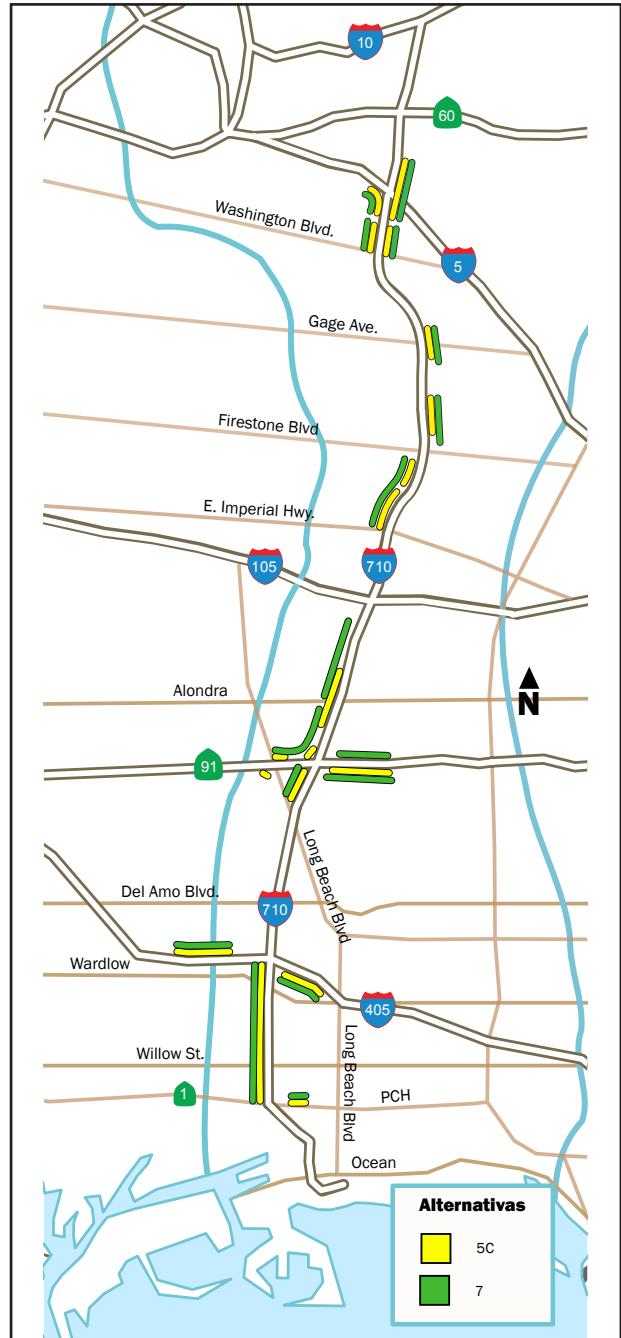 10
60
Washington Blvd.
5
Gage Ave.
Firestone Blvd
E. Imperial Hwy.
105
710
Alondra
N
91
Long Beach Blvd
Del Amo Blvd.
710
Wardlow
405
Long Beach Blvd
Willow St.
1
PCH
Ocean
Alternativas
5C
7